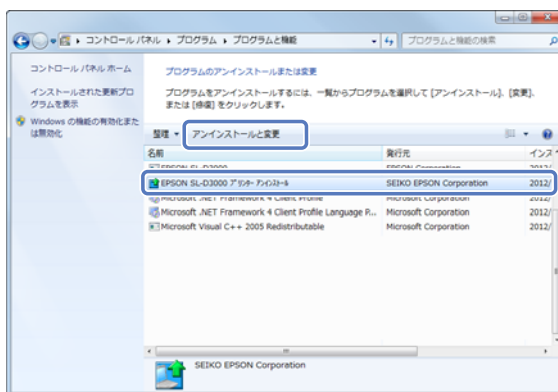 コントロール パネル ▸ プログラム ▸ プログラムと機能
プログラムと機能の検索
コントロール パネル ホーム
インストールされた更新プロ
グラムを表示
Windows の機能の有効化また
は無効化
プログラムのアンインストールまたは変更
プログラムをアンインストールするには、一覧からプログラムを選択して [アンインストール]、[変更]、
または [修復] をクリックします。
整理 アンインストールと変更
名前 発行元 インス
EPSON SL-D3000 EPSON Corporation 2012/
EPSON SL-D3000 プリンター アンインストール SEIKO EPSON Corporation 2012/
Microsoft .NET Framework 4 Client Profile Microsoft Corporation 2012/
Microsoft .NET Framework 4 Client Profile Language P... Microsoft Corporation 2012/
Microsoft Visual C++ 2005 Redistributable Microsoft Corporation 2012/
SEIKO EPSON Corporation